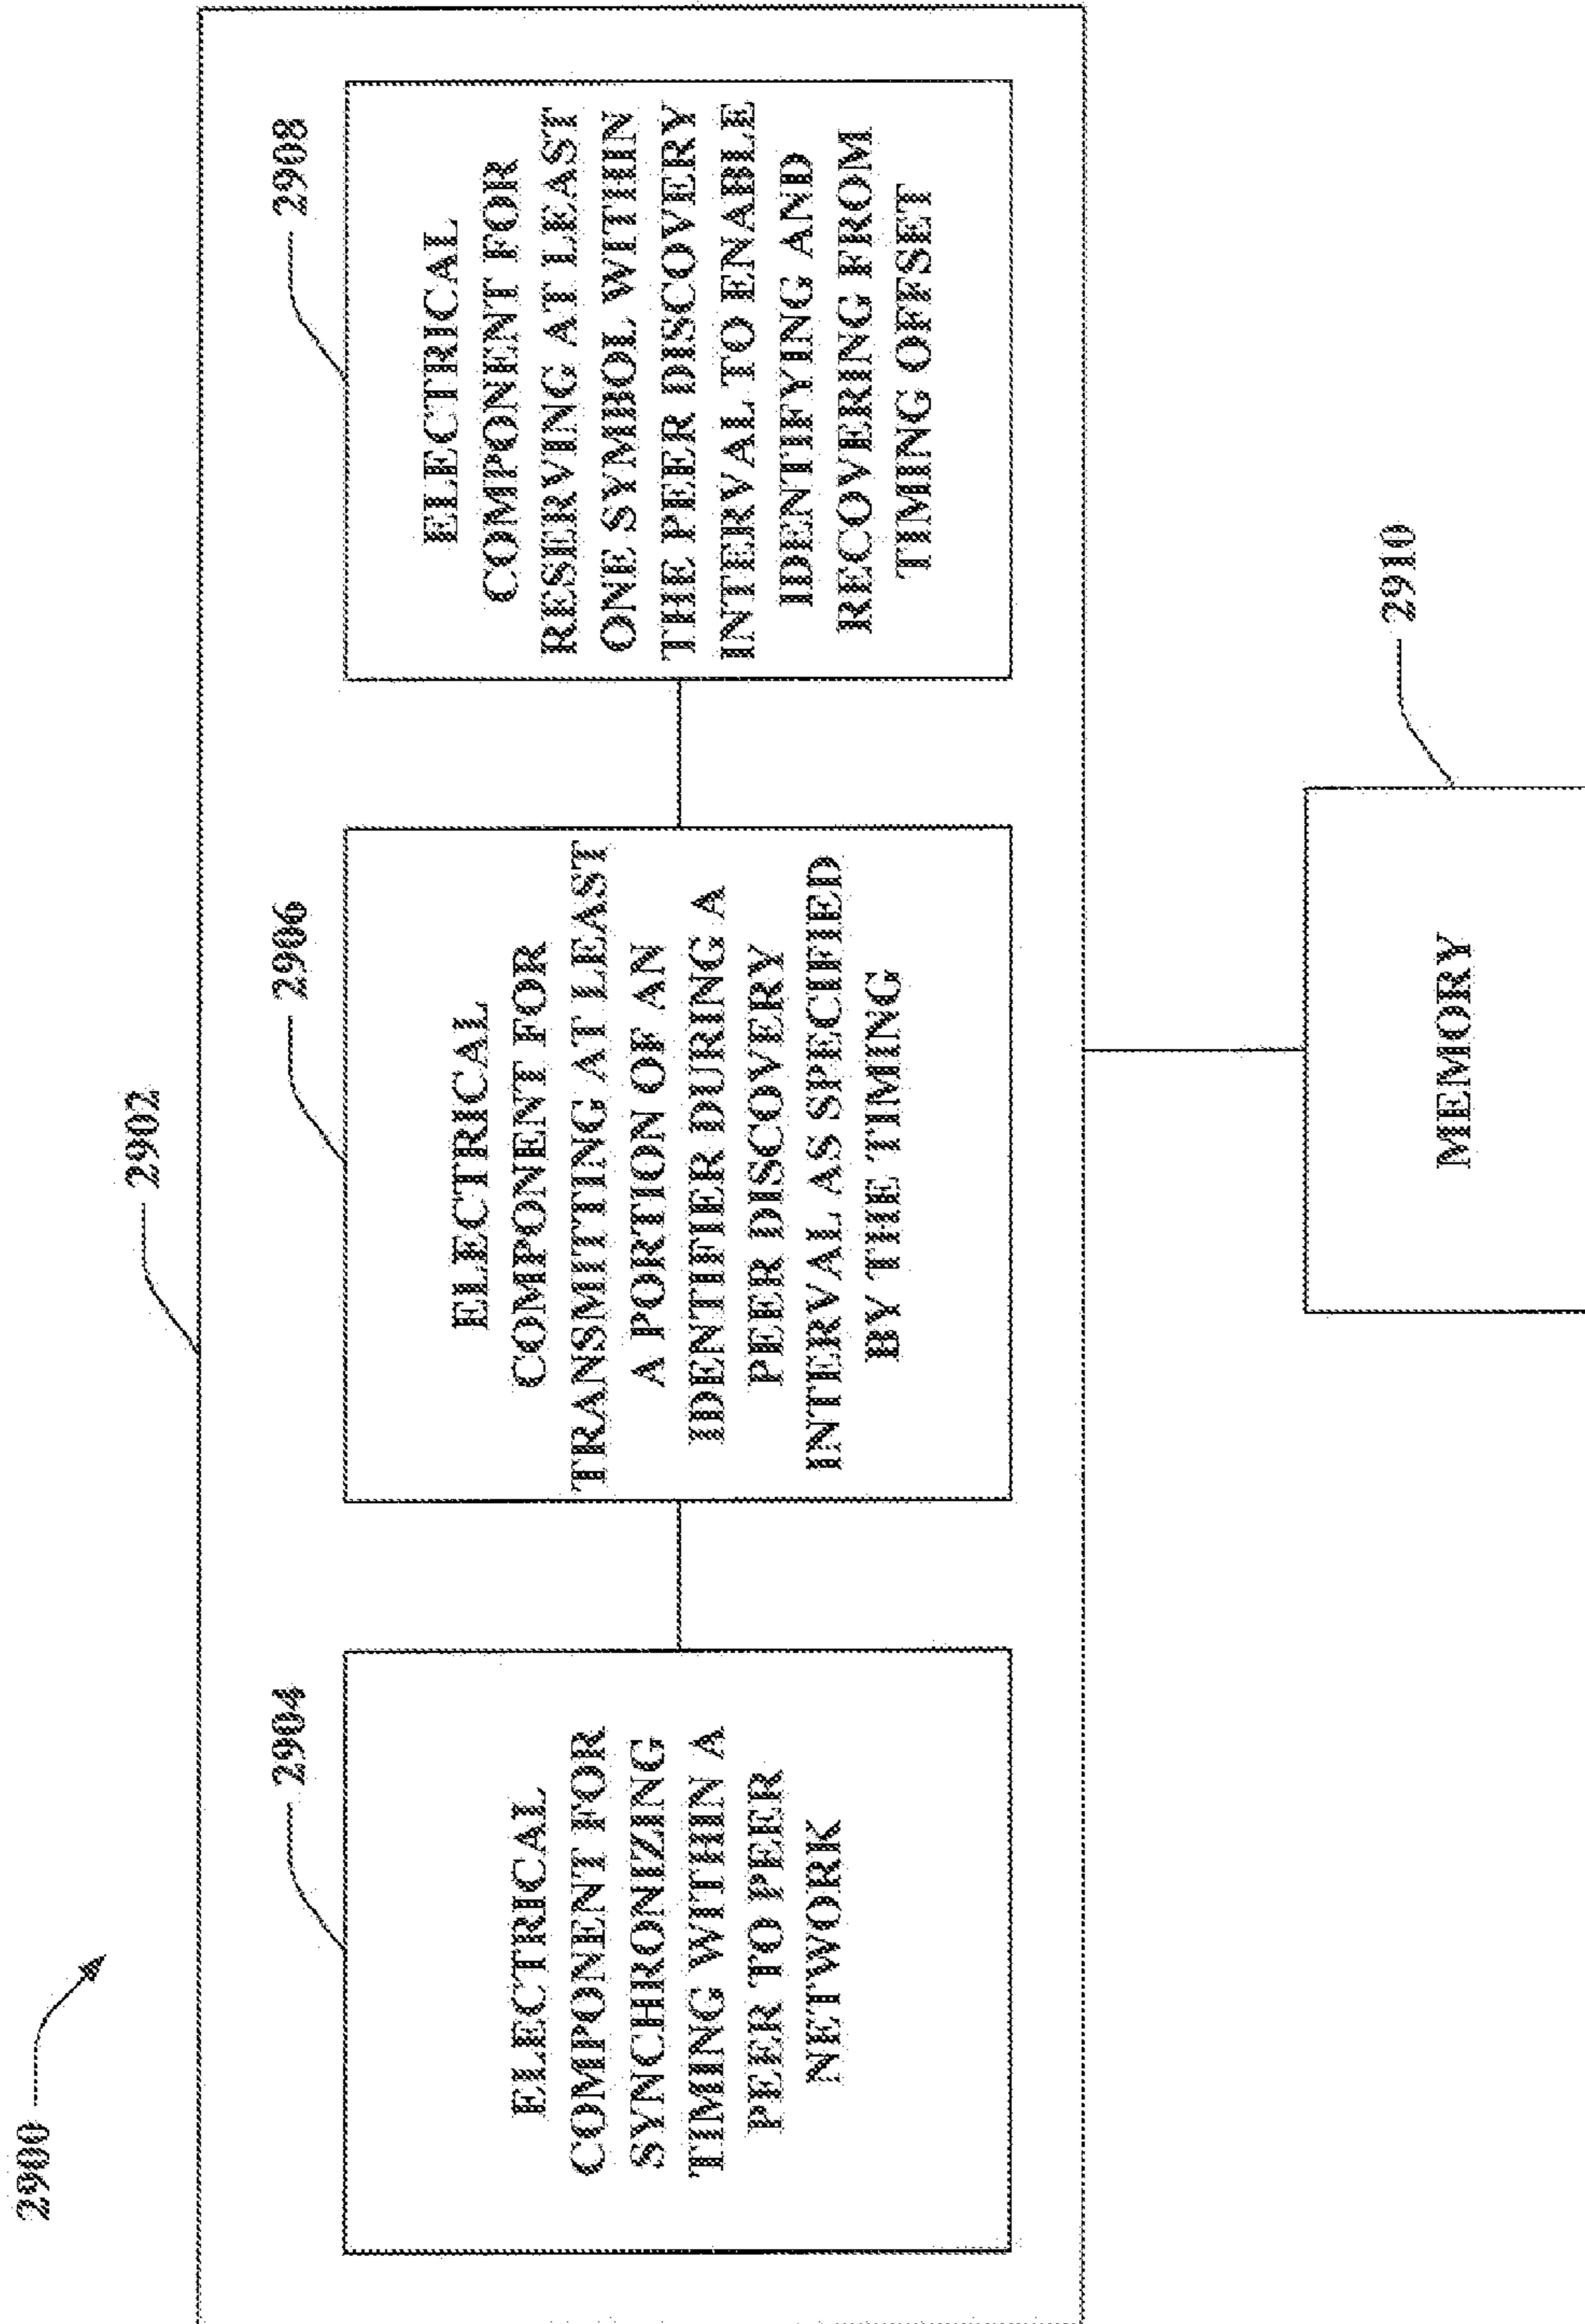 2900
2902
2904
ELECTRICAL
COMPONENT FOR
SYNCHRONIZING
TIMING WITHIN A
PEER TO PEER
NETWORK
2906
ELECTRICAL
COMPONENT FOR
TRANSMITTING AT LEAST
A PORTION OF AN
IDENTIFIER DURING A
PEER DISCOVERY
INTERVAL AS SPECIFIED
BY THE TIMING
2908
ELECTRICAL
COMPONENT FOR
RESERVING AT LEAST
ONE SYMBOL WITHIN
THE PEER DISCOVERY
INTERVAL TO ENABLE
IDENTIFYING AND
RECOVERING FROM
TIMING OFFSET
2910
MEMORY